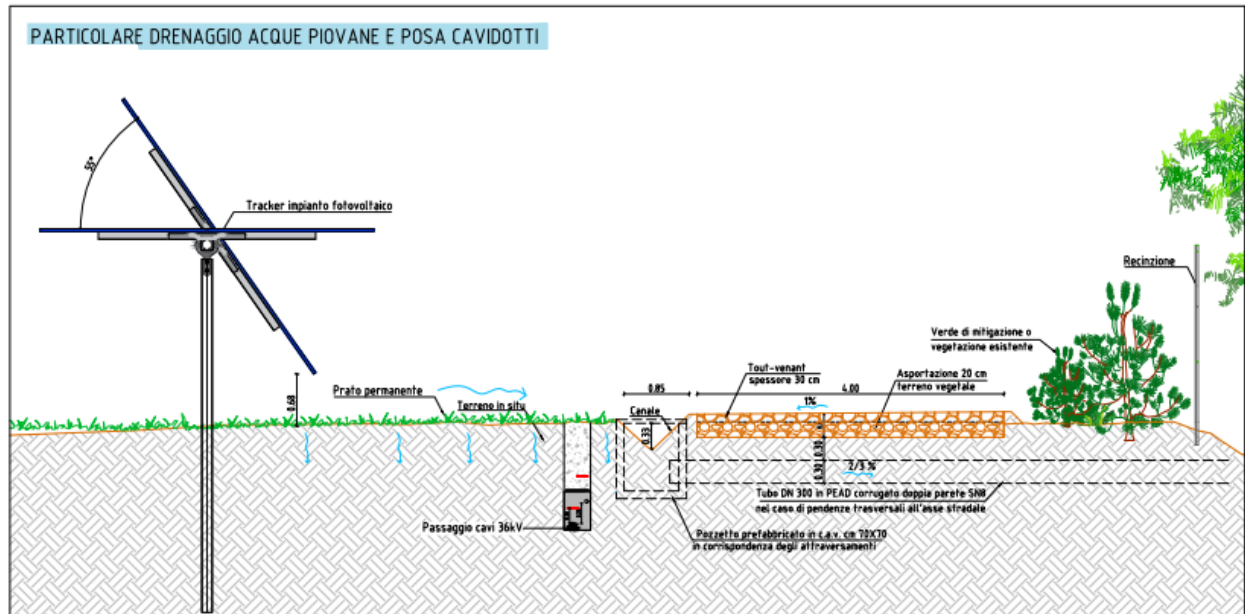 PARTICOLARE DRENAGGIO ACQUE PIOVANE E POSA CAVIDOTTI
55°
Tracker impianto fotovoltaico
Recinzione
Verde di mitigazione o
vegetazione esistente
Tout-venant
spessore 30 cm
Asportazione 20 cm
terreno vegetale
0.68
Prato permanente
Terreno in situ
0.85
4.00
1%
Canale
0.33
0.30
0.30
2/3 %
Tubo DN 300 in PEAD corrugato doppia parete SN8
nel caso di pendenze trasversali all'asse stradale
Passaggio cavi 36kV
Pozzetto prefabbricato in c.a.v. cm 70X70
in corrispondenza degli attraversamenti